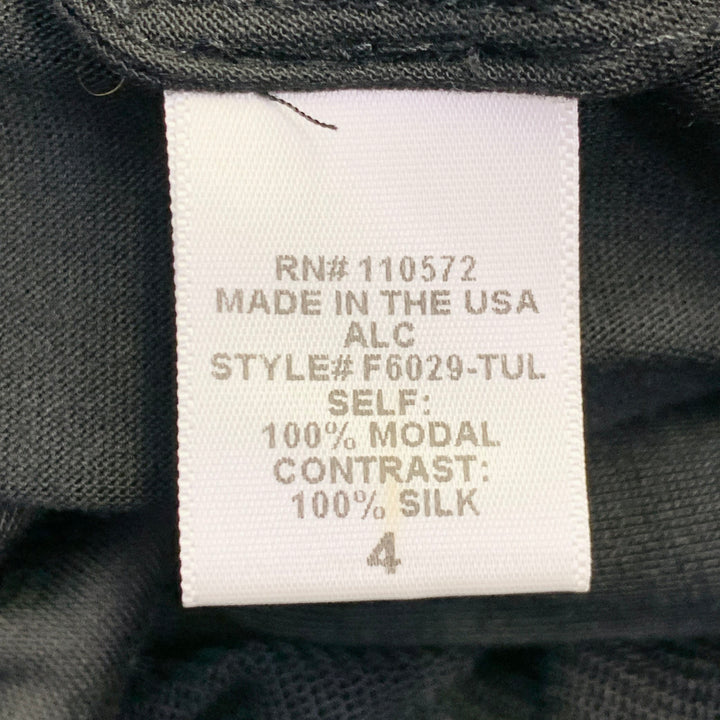 RN# 110572
MADE IN THE USA
ALC
STYLE# F6029-TUL
SELF:
100% MODAL
CONTRAST:
100% SILK
4